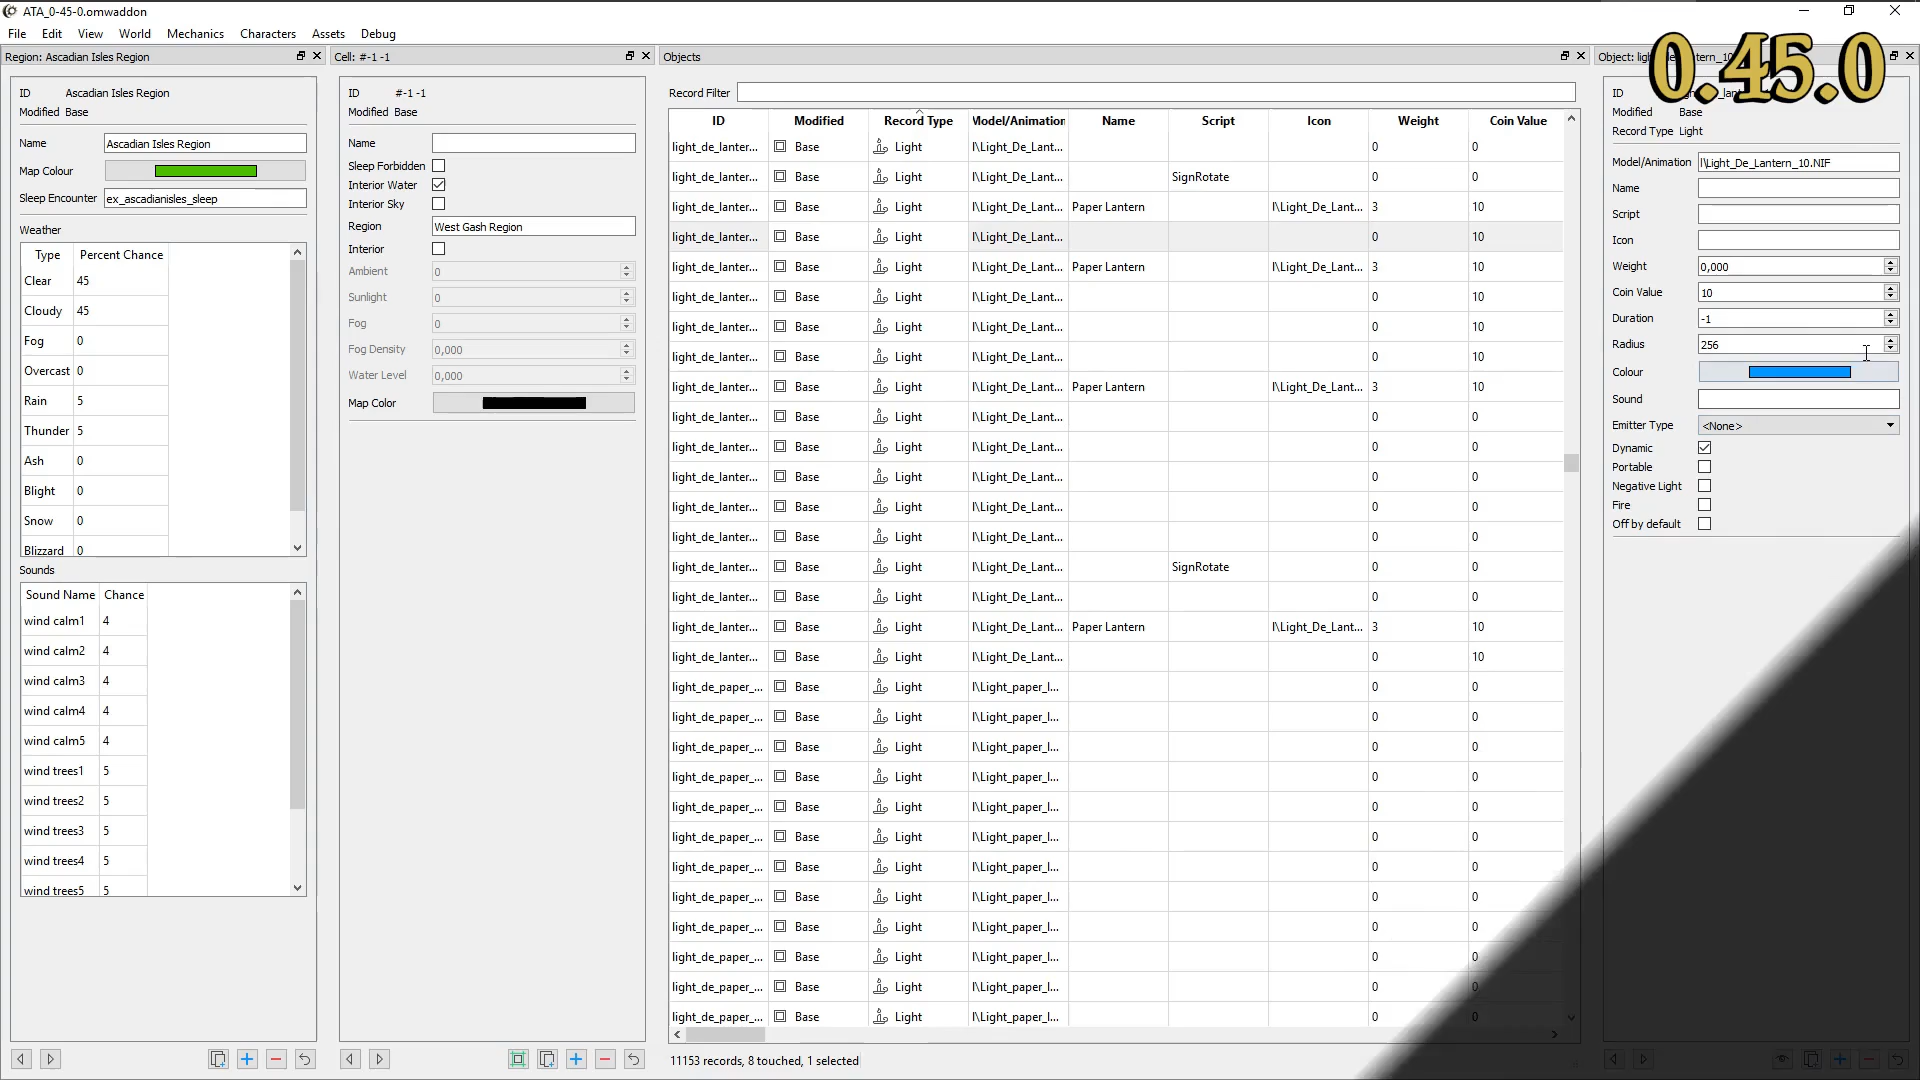 ATA_0-45-0.omwaddon
File Edit View World Mechanics Characters Assets Debug
0.45.0
Region: Ascadian Isles Region
ID Ascadian Isles Region
Modified Base
Name Ascadian Isles Region
Map Colour
Sleep Encounter ex_ascadianisles_sleep
Weather
Type Percent Chance
Clear 45
Cloudy 45
Fog 0
Overcast 0
Rain 5
Thunder 5
Ash 0
Blight 0
Snow 0
Blizzard 0
Sounds
Sound Name Chance
wind calm1 4
wind calm2 4
wind calm3 4
wind calm4 4
wind calm5 4
wind trees1 5
wind trees2 5
wind trees3 5
wind trees4 5
wind trees5 5
Cell: #-1 -1
ID #-1 -1
Modified Base
Name
Sleep Forbidden
Interior Water
Interior Sky
Region West Gash Region
Interior
Ambient 0
Sunlight 0
Fog 0
Fog Density 0,000
Water Level 0,000
Map Color
Objects
Record Filter
ID Modified Record Type Model/Animation Name Script Icon Weight Coin Value
light_de_lanter... Base Light l\Light_De_Lant... 0 0
light_de_lanter... Base Light l\Light_De_Lant... SignRotate 0 0
light_de_lanter... Base Light l\Light_De_Lant... Paper Lantern l\Light_De_Lant... 3 10
light_de_lanter... Base Light l\Light_De_Lant... 0 10
light_de_lanter... Base Light l\Light_De_Lant... Paper Lantern l\Light_De_Lant... 3 10
light_de_lanter... Base Light l\Light_De_Lant... 0 10
light_de_lanter... Base Light l\Light_De_Lant... 0 10
light_de_lanter... Base Light l\Light_De_Lant... 0 10
light_de_lanter... Base Light l\Light_De_Lant... Paper Lantern l\Light_De_Lant... 3 10
light_de_lanter... Base Light l\Light_De_Lant... 0 0
light_de_lanter... Base Light l\Light_De_Lant... 0 0
light_de_lanter... Base Light l\Light_De_Lant... 0 0
light_de_lanter... Base Light l\Light_De_Lant... 0 0
light_de_lanter... Base Light l\Light_De_Lant... 0 0
light_de_lanter... Base Light l\Light_De_Lant... SignRotate 0 0
light_de_lanter... Base Light l\Light_De_Lant... 0 0
light_de_lanter... Base Light l\Light_De_Lant... Paper Lantern l\Light_De_Lant... 3 10
light_de_lanter... Base Light l\Light_De_Lant... 0 10
light_de_paper_... Base Light l\Light_paper_l... 0 0
light_de_paper_... Base Light l\Light_paper_l... 0 0
light_de_paper_... Base Light l\Light_paper_l... 0 0
light_de_paper_... Base Light l\Light_paper_l... 0 0
light_de_paper_... Base Light l\Light_paper_l... 0 0
light_de_paper_... Base Light l\Light_paper_l... 0 0
light_de_paper_... Base Light l\Light_paper_l... 0 0
light_de_paper_... Base Light l\Light_paper_l... 0 0
light_de_paper_... Base Light l\Light_paper_l... 0 0
light_de_paper_... Base Light l\Light_paper_l... 0 0
light_de_paper_... Base Light l\Light_paper_l... 0 0
light_de_paper_... Base Light l\Light_paper_l... 0 0
11153 records, 8 touched, 1 selected
Object:
ID
Modified Base
Record Type Light
Model/Animation l\Light_De_Lantern_10.NIF
Name
Script
Icon
Weight 0,000
Coin Value 10
Duration -1
Radius 256
Colour
Sound
Emitter Type <None>
Dynamic
Portable
Negative Light
Fire
Off by default